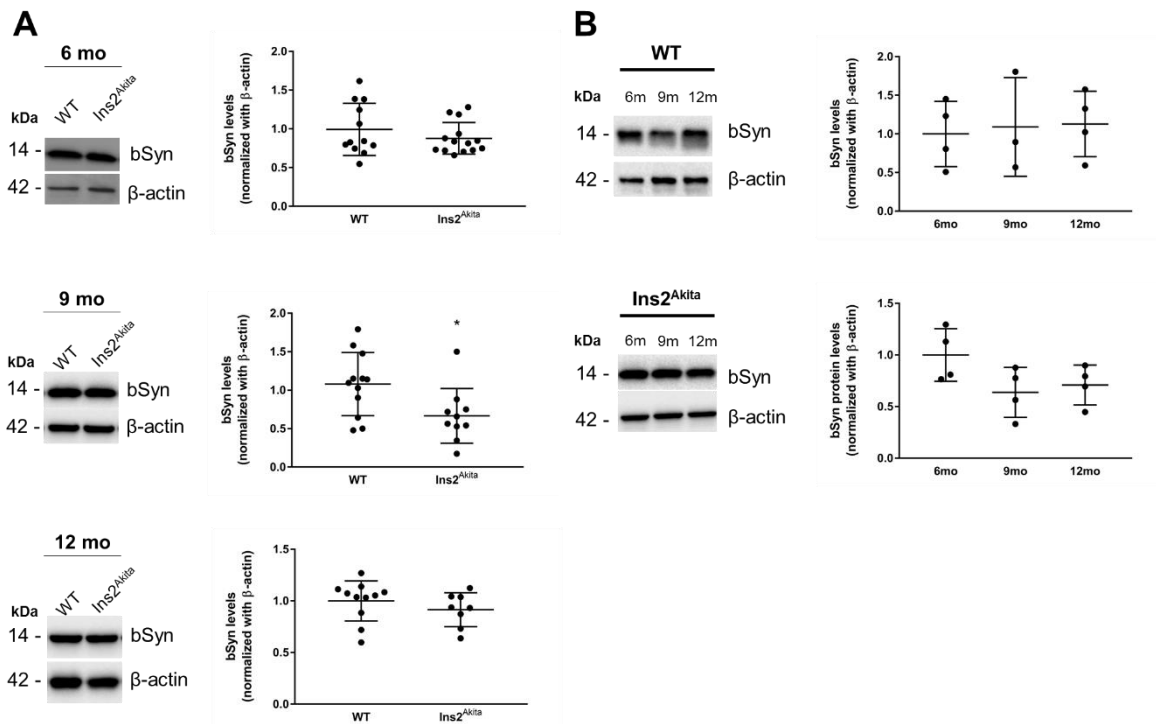 A
6 mo
WT Ins2Akita
kDa
14 - bSyn
42 - β-actin
bSyn levels
(normalized with β-actin)
2.0
1.5
1.0
0.5
0.0
WT Ins2Akita
9 mo
WT Ins2Akita
kDa
14 - bSyn
42 - β-actin
bSyn levels
(normalized with β-actin)
2.0
1.5
1.0
0.5
0.0
*
WT Ins2Akita
12 mo
WT Ins2Akita
kDa
14 - bSyn
42 - β-actin
bSyn levels
(normalized with β-actin)
1.5
1.0
0.5
0.0
WT Ins2Akita
B
WT
kDa 6m 9m 12m
14 - bSyn
42 - β-actin
bSyn levels
(normalized with β-actin)
2.0
1.5
1.0
0.5
0.0
6mo 9mo 12mo
Ins2Akita
kDa 6m 9m 12m
14 - bSyn
42 - β-actin
bSyn protein levels
(normalized with β-actin)
1.5
1.0
0.5
0.0
6mo 9mo 12mo